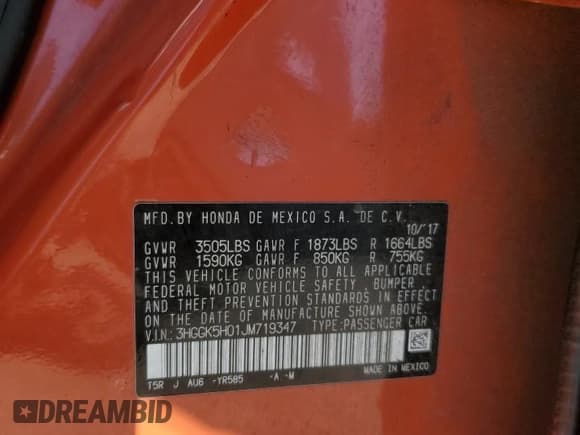 MFD. BY HONDA DE MEXICO S.A. DE C.V.
10/17
GVWR 3505LBS GAWR F 1873LBS R 1664LBS
GVWR 1590KG GAWR F 850KG R 755KG
THIS VEHICLE CONFORMS TO ALL APPLICABLE
FEDERAL MOTOR VEHICLE SAFETY, BUMPER
AND THEFT PREVENTION STANDARDS IN EFFECT
ON THE DATE OF MANUFACTURE SHOWN ABOVE.
V.I.N.: 3HGGK5H01JM719347 TYPE: PASSENGER CAR
T5R J AU6 -YR585 -A -M
MADE IN MEXICO
DREAMBID